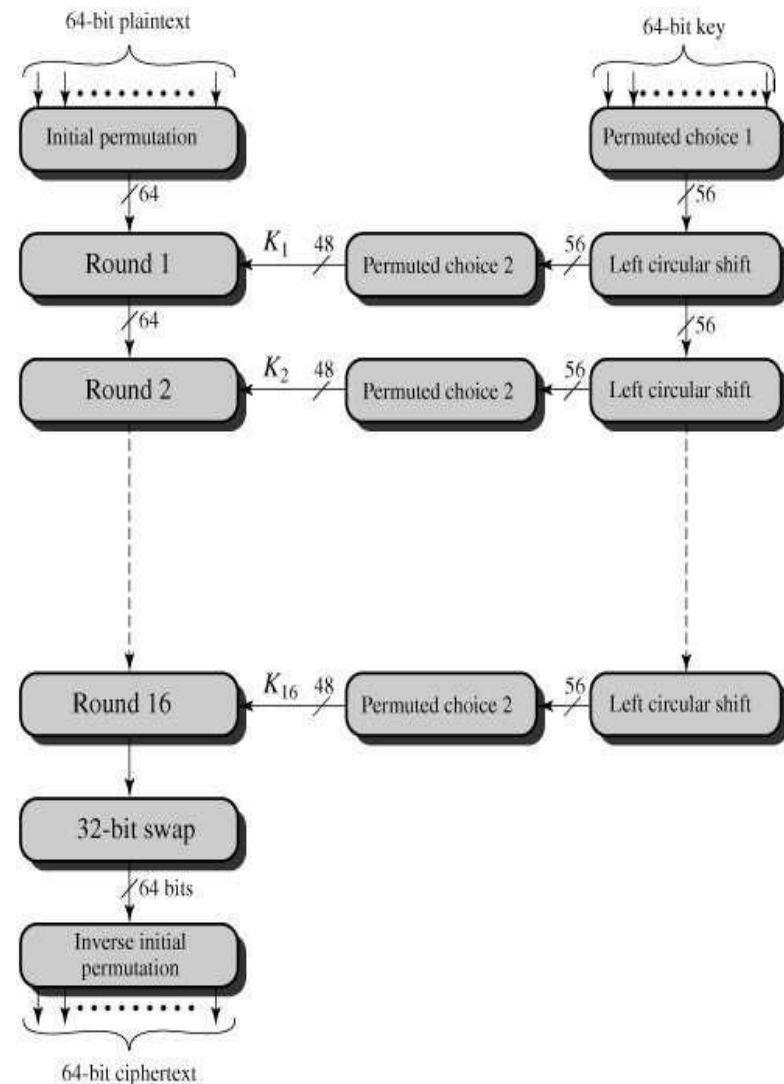 64-bit plaintext
64-bit key
Initial permutation
Permuted choice 1
64
56
Round 1
K1
48
Permuted choice 2
56
Left circular shift
64
56
Round 2
K2
48
Permuted choice 2
56
Left circular shift
Round 16
K16
48
Permuted choice 2
56
Left circular shift
32-bit swap
64 bits
Inverse initial
permutation
64-bit ciphertext